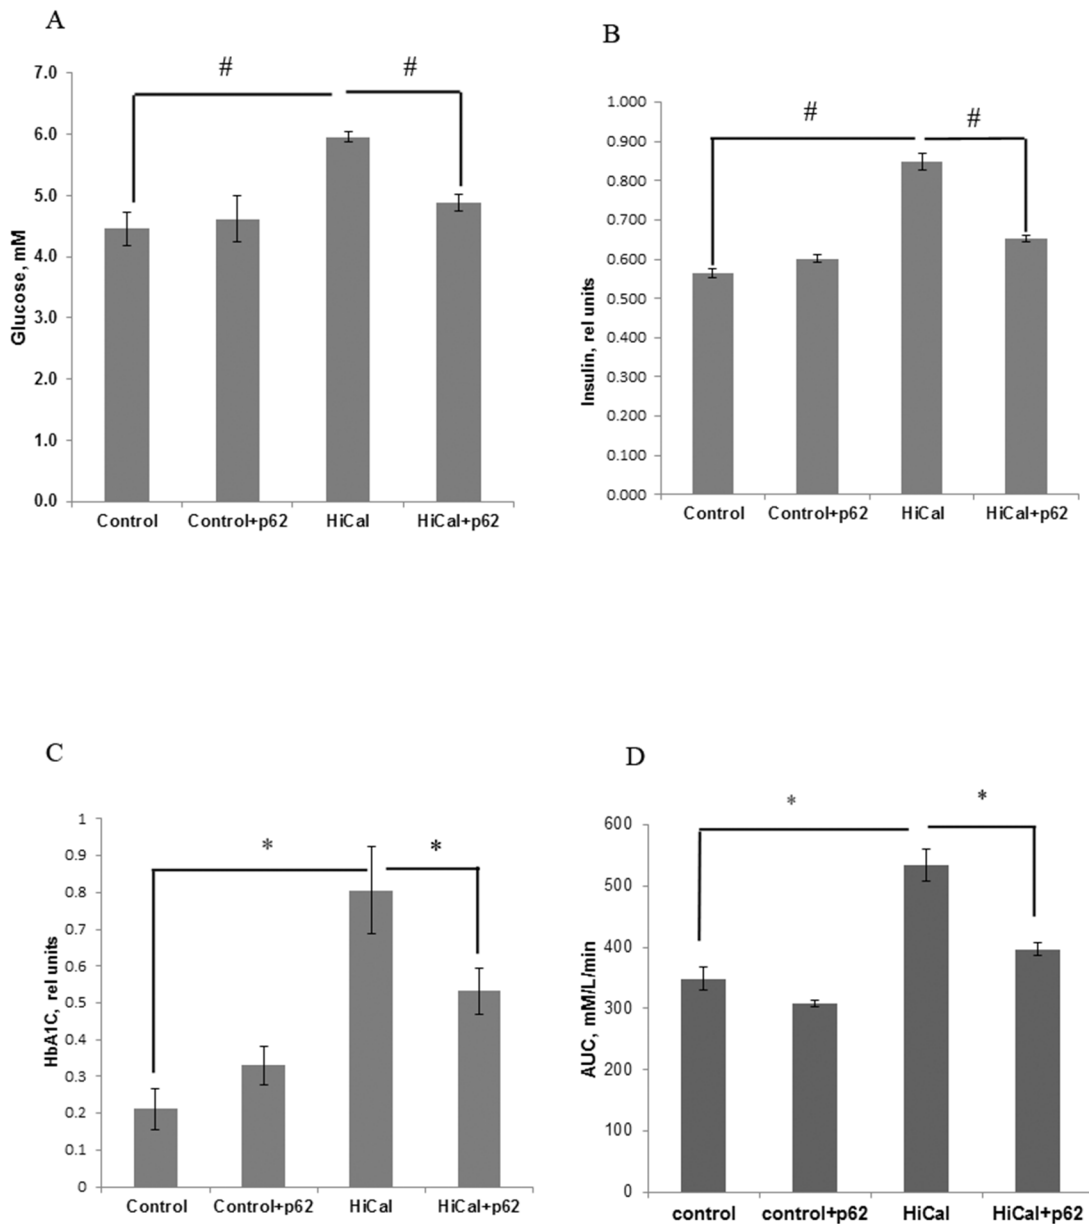 A
#
#
7.0
6.0
5.0
4.0
3.0
2.0
1.0
0.0
Glucose, mM
Control
Control+p62
HiCal
HiCal+p62
B
#
#
1.000
0.900
0.800
0.700
0.600
0.500
0.400
0.300
0.200
0.100
0.000
Insulin, rel units
Control
Control+p62
HiCal
HiCal+p62
C
*
*
1
0.9
0.8
0.7
0.6
0.5
0.4
0.3
0.2
0.1
0
HbA1C, rel units
Control
Control+p62
HiCal
HiCal+p62
D
*
*
600
500
400
300
200
100
0
AUC, mM/L/min
control
control+p62
HiCal
HiCal+p62